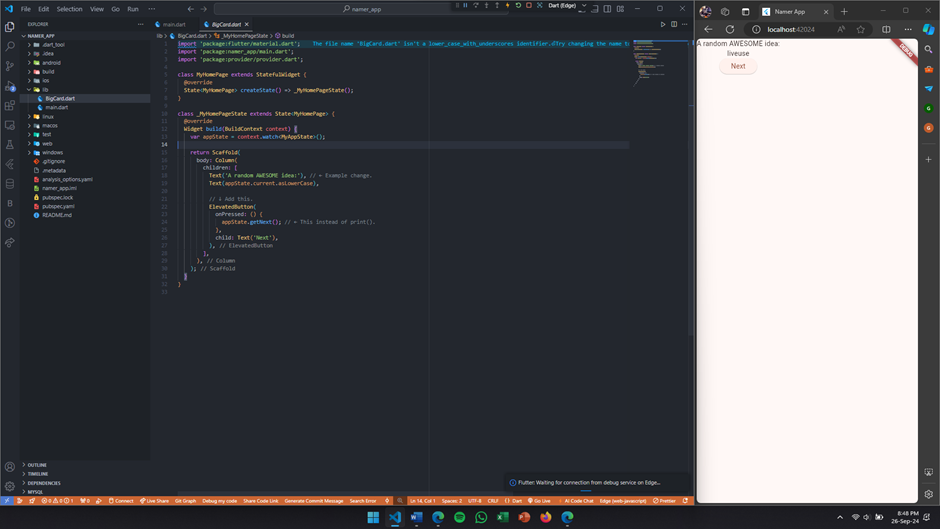 File Edit Selection View Go Run ··· namer_app Dart (Edge)
EXPLORER ···
NAMER_APP
.dart_tool
.idea
android
build
ios
lib
BigCard.dart
main.dart
linux
macos
test
web
windows
.gitignore
.metadata
analysis_options.yaml
namer_app.iml
pubspec.lock
pubspec.yaml
README.md
OUTLINE
TIMELINE
DEPENDENCIES
MYSQL
main.dart BigCard.dart
lib > BigCard.dart > _MyHomePageState > build
1 import 'package:flutter/material.dart'; The file name 'BigCard.dart' isn't a lower_case_with_underscores identifier.↵Try changing the name to
2 import 'package:namer_app/main.dart';
3 import 'package:provider/provider.dart';
4
5 class MyHomePage extends StatefulWidget {
6 @override
7 State<MyHomePage> createState() => _MyHomePageState();
8 }
9
10 class _MyHomePageState extends State<MyHomePage> {
11 @override
12 Widget build(BuildContext context) {
13 var appState = context.watch<MyAppState>();
14
15 return Scaffold(
16 body: Column(
17 children: [
18 Text('A random AWESOME idea:'), // ← Example change.
19 Text(appState.current.asLowerCase),
20
21 // ↓ Add this.
22 ElevatedButton(
23 onPressed: () {
24 appState.getNext(); // ← This instead of print().
25 },
26 child: Text('Next'),
27 ), // ElevatedButton
28 ],
29 ), // Column
30 ); // Scaffold
31 }
32 }
33
Flutter: Waiting for connection from debug service on Edge...
Connect Live Share Git Graph Debug my code Share Code Link Generate Commit Message Search Error Ln 14, Col 1 Spaces: 2 UTF-8 CRLF {} Dart Go Live AI Code Chat Edge (web-javascript) Prettier
Namer App
localhost:42024
A random AWESOME idea:
liveuse
Next
DEBUG
8:48 PM
26-Sep-24